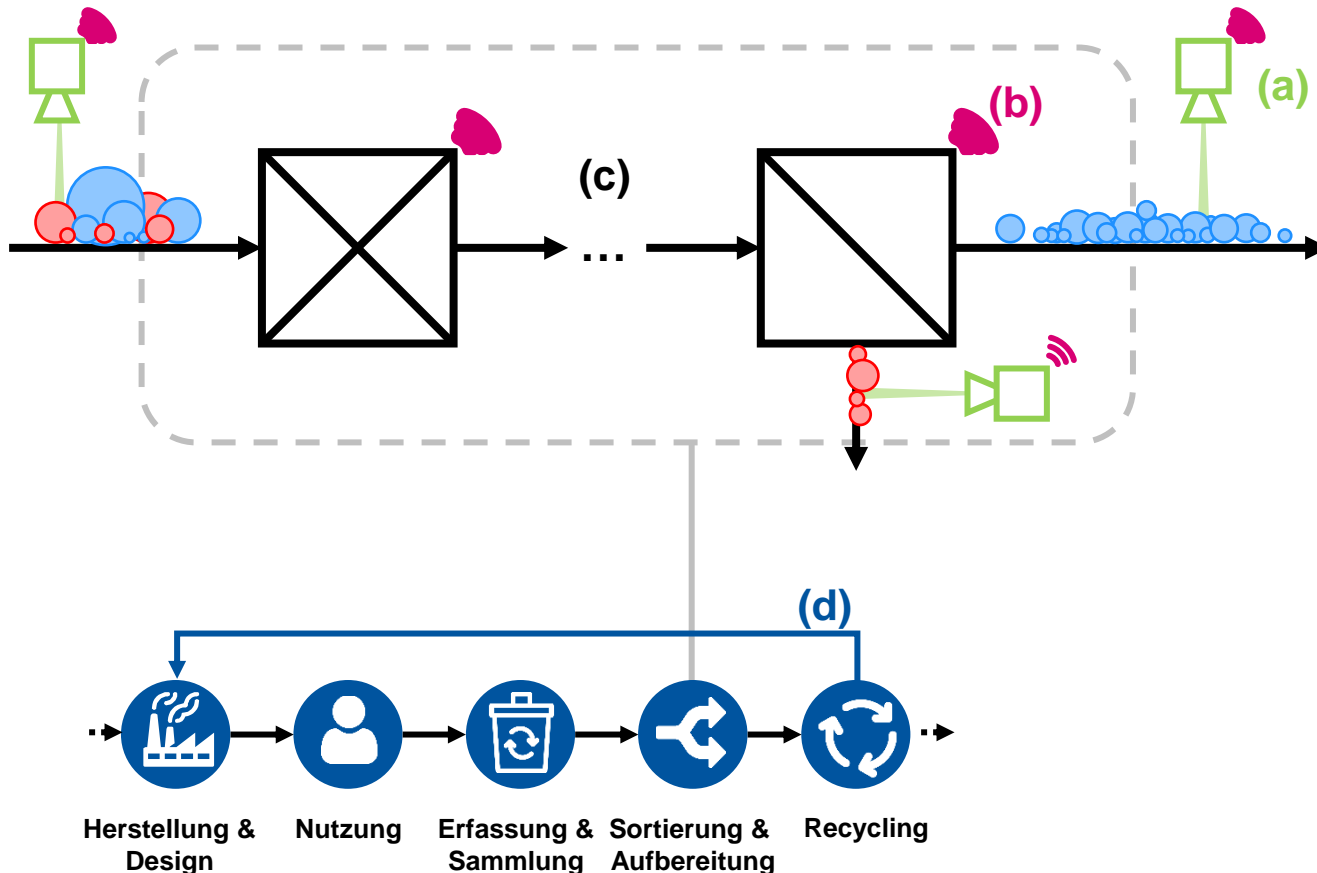 (a)
(b)
(c)
...
(d)
Herstellung &
Design
Nutzung
Erfassung &
Sammlung
Sortierung &
Aufbereitung
Recycling